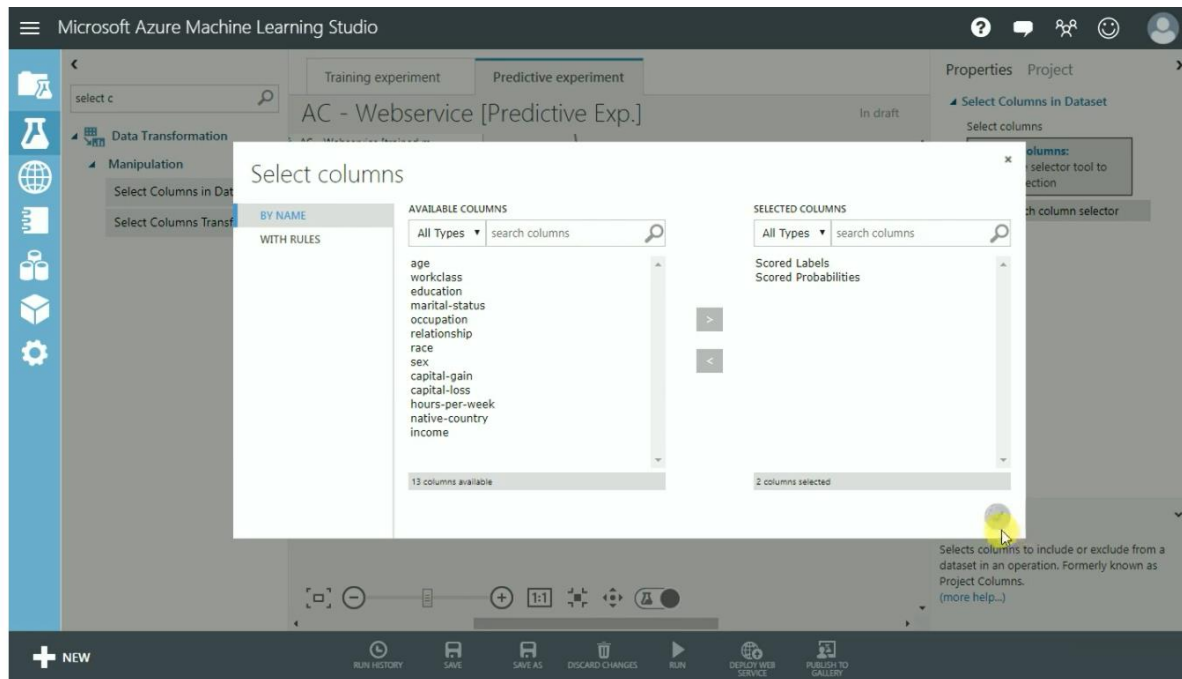 Microsoft Azure Machine Learning Studio
select c
Data Transformation
Manipulation
Select Columns in Dat
Select Columns Transf
Training experiment
Predictive experiment
AC - Webservice [Predictive Exp.]
In draft
Properties Project
Select Columns in Dataset
Select columns
olumns:
selector tool to
ection
ch column selector
Select columns
BY NAME
WITH RULES
AVAILABLE COLUMNS
All Types
search columns
age
workclass
education
marital-status
occupation
relationship
race
sex
capital-gain
capital-loss
hours-per-week
native-country
income
13 columns available
>
<
SELECTED COLUMNS
All Types
search columns
Scored Labels
Scored Probabilities
2 columns selected
Selects columns to include or exclude from a
dataset in an operation. Formerly known as
Project Columns.
(more help...)
1:1
NEW
RUN HISTORY
SAVE
SAVE AS
DISCARD CHANGES
RUN
DEPLOY WEB
SERVICE
PUBLISH TO
GALLERY